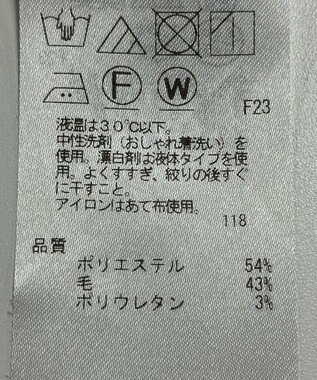 F W
F23
液温は30℃以下。
中性洗剤（おしゃれ着洗い）を
使用。漂白剤は液体タイプを使
用。よくすすぎ、絞りの後すぐ
に干すこと。
アイロンはあて布使用。
118
品質
ポリエステル 54%
毛 43%
ポリウレタン 3%